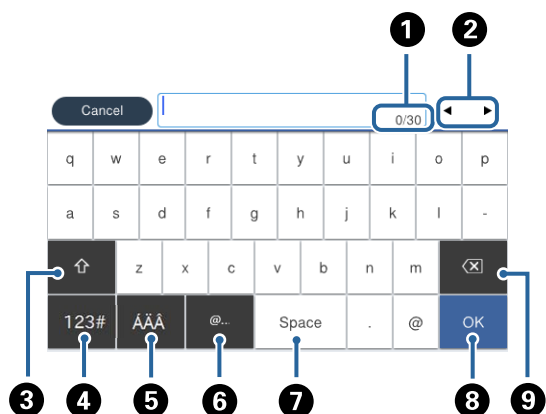 1 2
Cancel
0/30
q w e r t y u i o p
a s d f g h j k l -
z x c v b n m
123# ÁÄÂ @... Space . @ OK
3 4 5 6 7 8 9